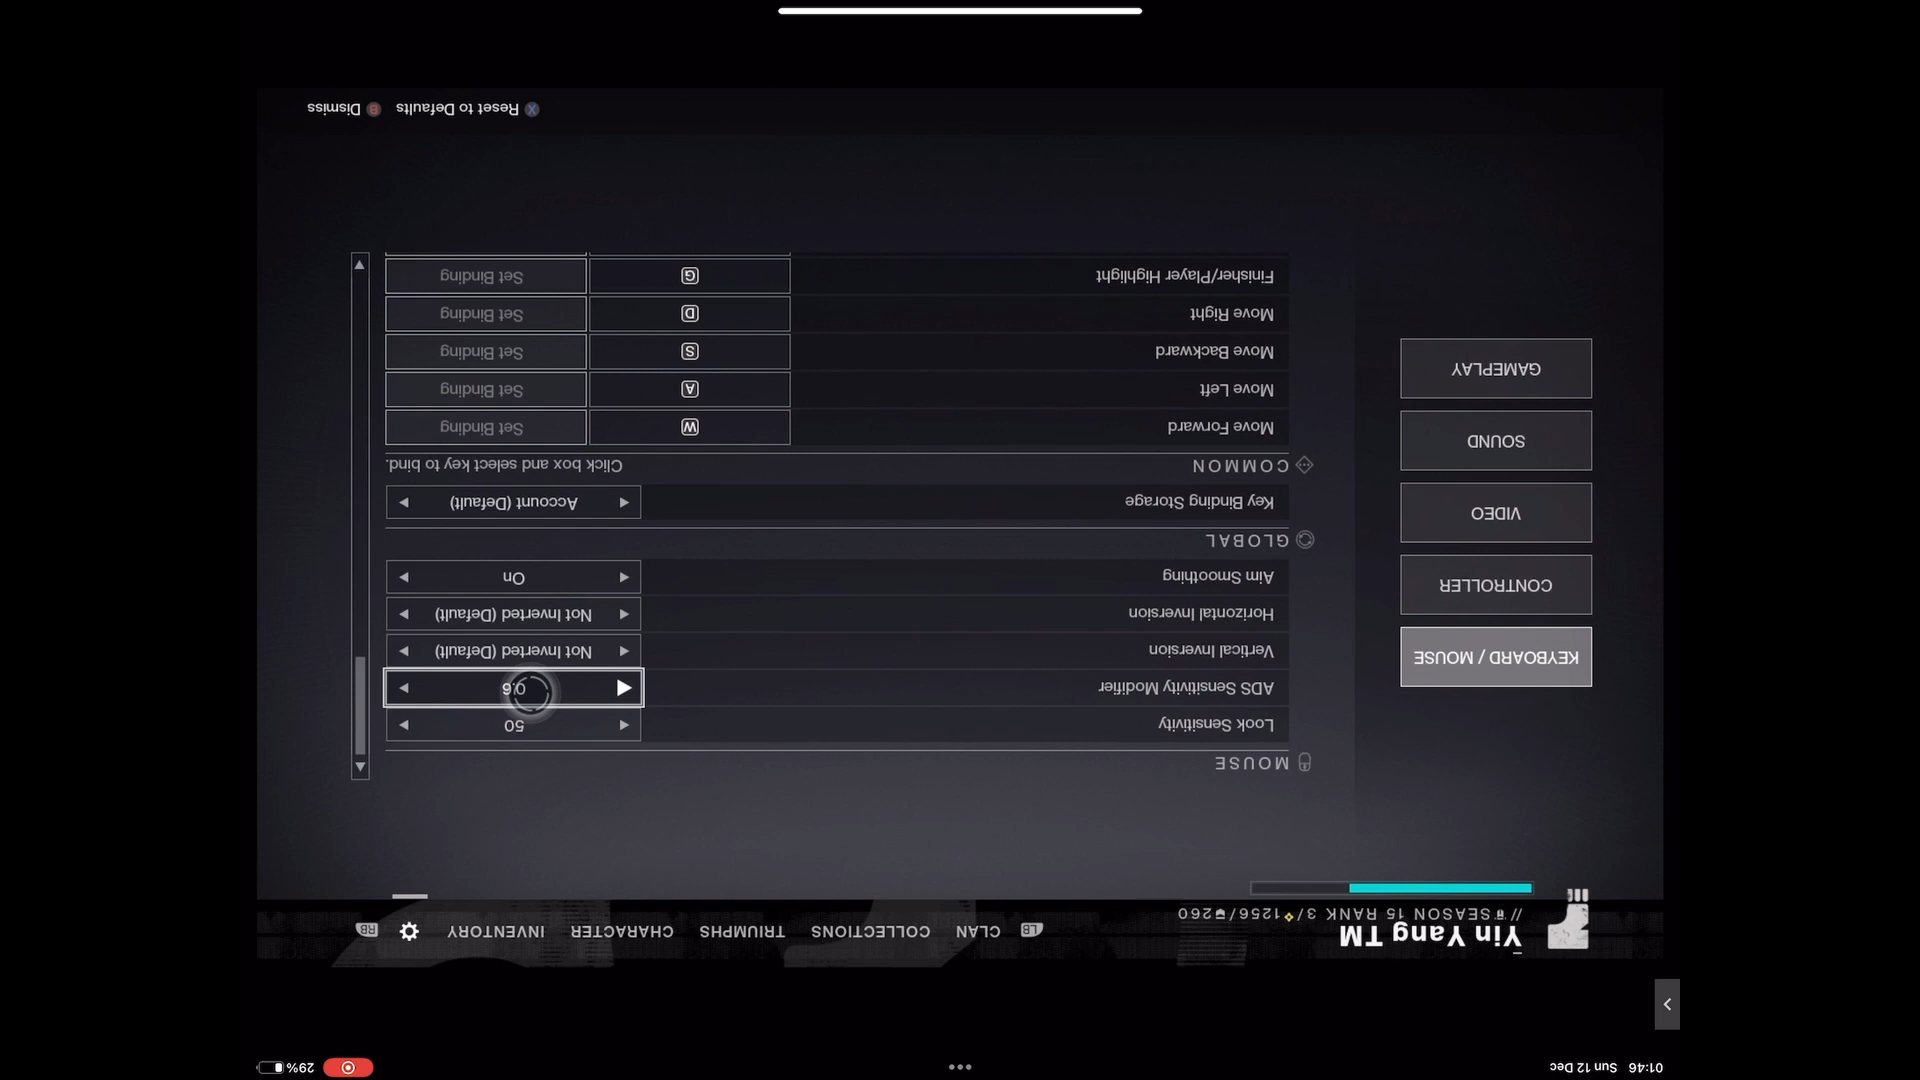 01:46 Sun 12 Dec
29%
Yin Yang TM
// SEASON 15 RANK 3/ 1256/ 260
LB CLAN COLLECTIONS TRIUMPHS CHARACTER INVENTORY RB
KEYBOARD / MOUSE
CONTROLLER
VIDEO
SOUND
GAMEPLAY
MOUSE
Look Sensitivity 50
ADS Sensitivity Modifier
Vertical Inversion Not Inverted (Default)
Horizontal Inversion Not Inverted (Default)
Aim Smoothing On
GLOBAL
Key Binding Storage Account (Default)
COMMON Click box and select key to bind.
Move Forward W Set Binding
Move Left A Set Binding
Move Backward S Set Binding
Move Right D Set Binding
Finisher/Player Highlight G Set Binding
X Reset to Defaults B Dismiss